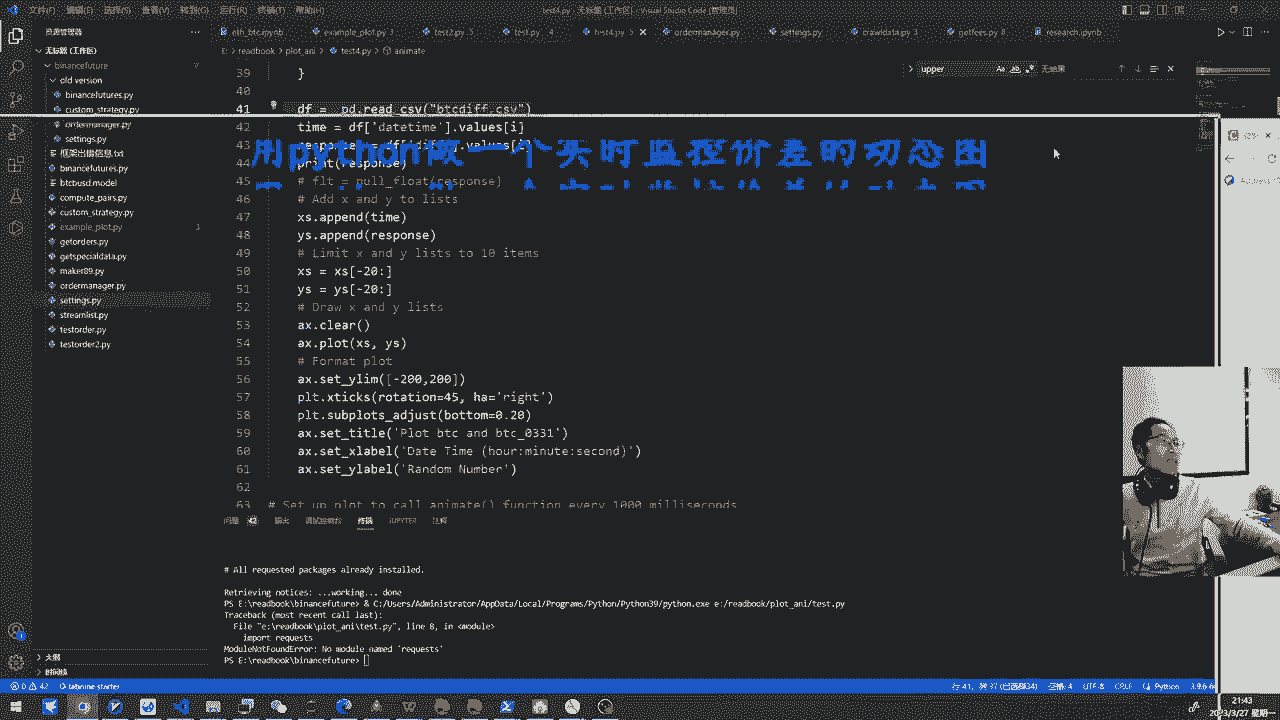 文件(F) 编辑(E) 选择(S) 查看(V) 转到(G) 运行(R) 终端(T) 帮助(H)
test4.py - 无标题 (工作区) - Visual Studio Code [管理员]
资源管理器
eth_btc.ipynb
example_plot.py 3
test2.py 3
test.py 4
test4.py 5
ordermanager.py
settings.py
crawldata.py 3
getfees.py 8
research.ipynb
无标题 (工作区)
E: > readbook > plot_ani > test4.py > animate
binancefuture
old version
binancefutures.py
custom_strategy.py
ordermanager.py
settings.py
框架出错信息.txt
binancefutures.py
btcbusd.model
compute_pairs.py
custom_strategy.py
example_plot.py 3
getorders.py
getspecialdata.py
maker89.py
ordermanager.py
settings.py
streamlist.py
testorder.py
testorder2.py
大纲
时间线
upper
无结果
39 }
40
41 df = pd.read_csv("btcdiff.csv")
42 time = df['datetime'].values[i]
43
用python做一个实时监控价差的动态图
44 print(response)
45 # flt = pull_float(response)
46 # Add x and y to lists
47 xs.append(time)
48 ys.append(response)
49 # Limit x and y lists to 10 items
50 xs = xs[-20:]
51 ys = ys[-20:]
52 # Draw x and y lists
53 ax.clear()
54 ax.plot(xs, ys)
55 # Format plot
56 ax.set_ylim([-200,200])
57 plt.xticks(rotation=45, ha='right')
58 plt.subplots_adjust(bottom=0.20)
59 ax.set_title('Plot btc and btc_0331')
60 ax.set_xlabel('Date Time (hour:minute:second)')
61 ax.set_ylabel('Random Number')
62
63 # Set up plot to call animate() function every 1000 milliseconds
问题 42 输出 调试控制台 终端 JUPYTER 注释
# All requested packages already installed.
Retrieving notices: ...working... done
PS E:\readbook\binancefuture> & C:/Users/Administrator/AppData/Local/Programs/Python/Python39/python.exe e:/readbook/plot_ani/test.py
Traceback (most recent call last):
File "e:\readbook\plot_ani\test.py", line 8, in <module>
import requests
ModuleNotFoundError: No module named 'requests'
PS E:\readbook\binancefuture>
0 42 tabnine starter
空格: 4 UTF-8 CRLF Python
21:43
2023/3/27 星期一